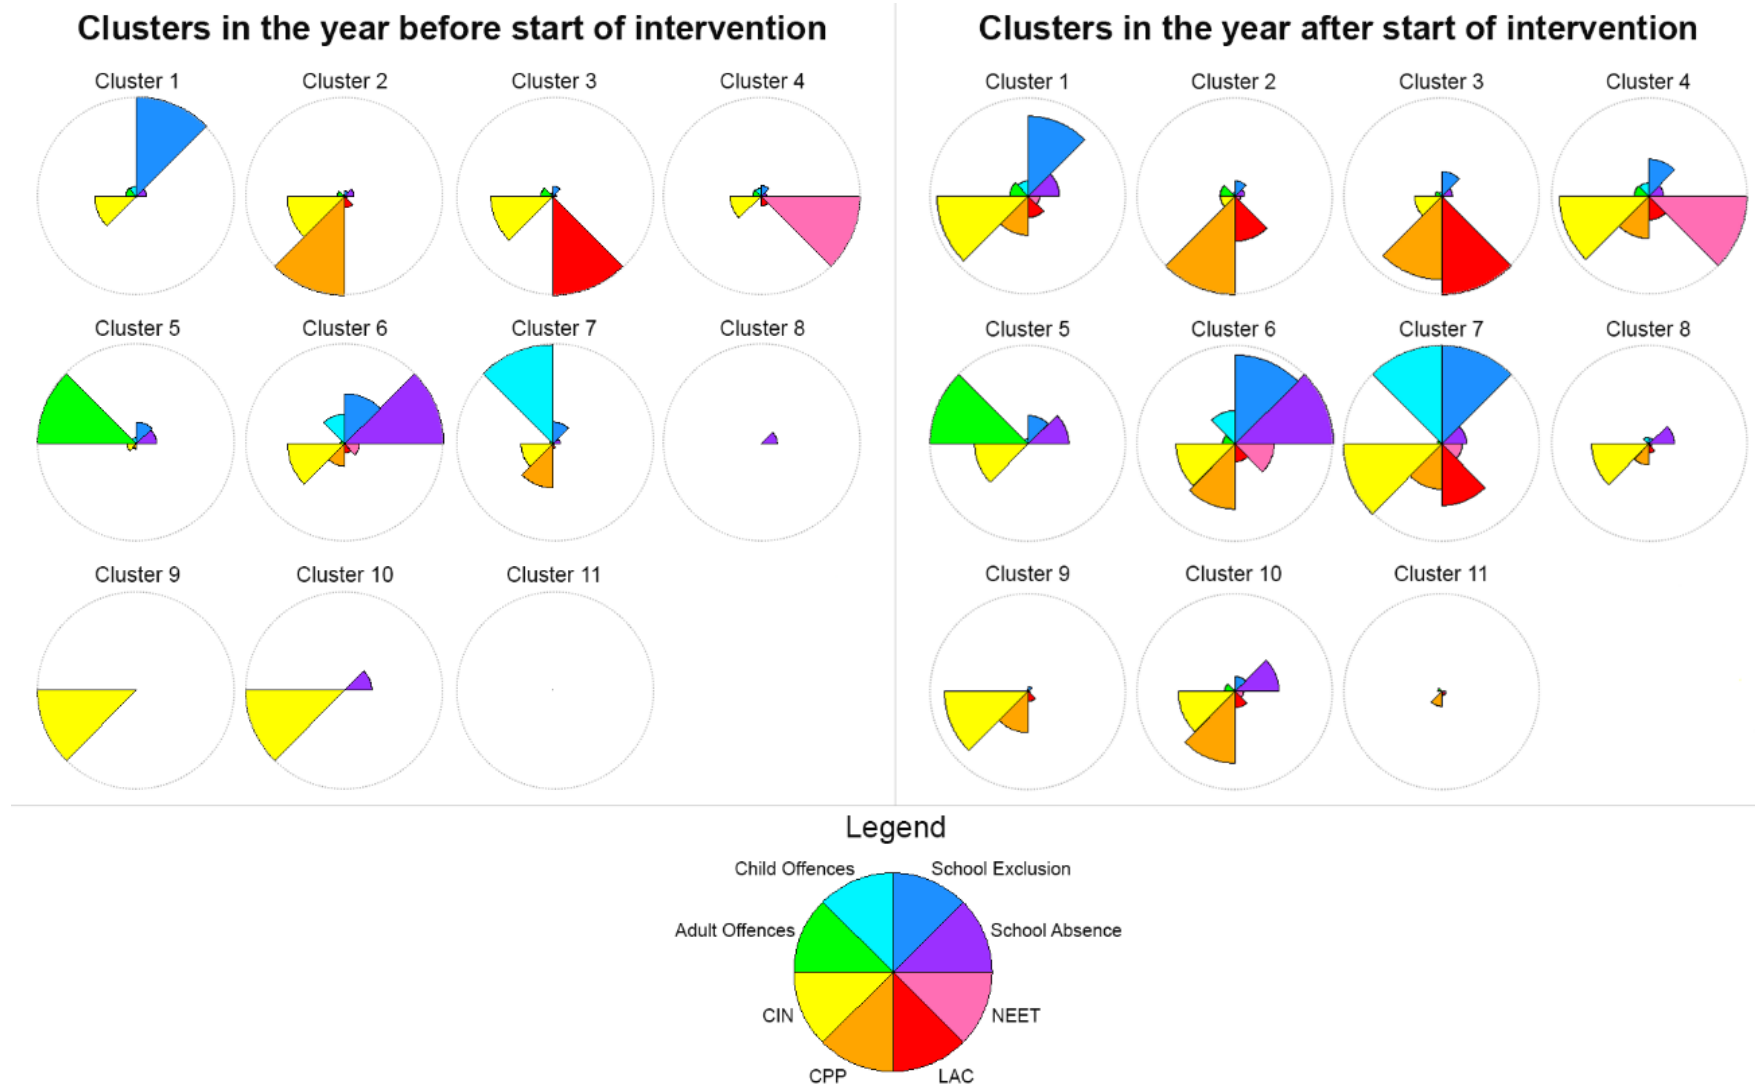 Clusters in the year before start of intervention
Cluster 1
Cluster 2
Cluster 3
Cluster 4
Cluster 5
Cluster 6
Cluster 7
Cluster 8
Cluster 9
Cluster 10
Cluster 11
Clusters in the year after start of intervention
Cluster 1
Cluster 2
Cluster 3
Cluster 4
Cluster 5
Cluster 6
Cluster 7
Cluster 8
Cluster 9
Cluster 10
Cluster 11
Legend
Child Offences
School Exclusion
Adult Offences
School Absence
CIN
NEET
CPP
LAC